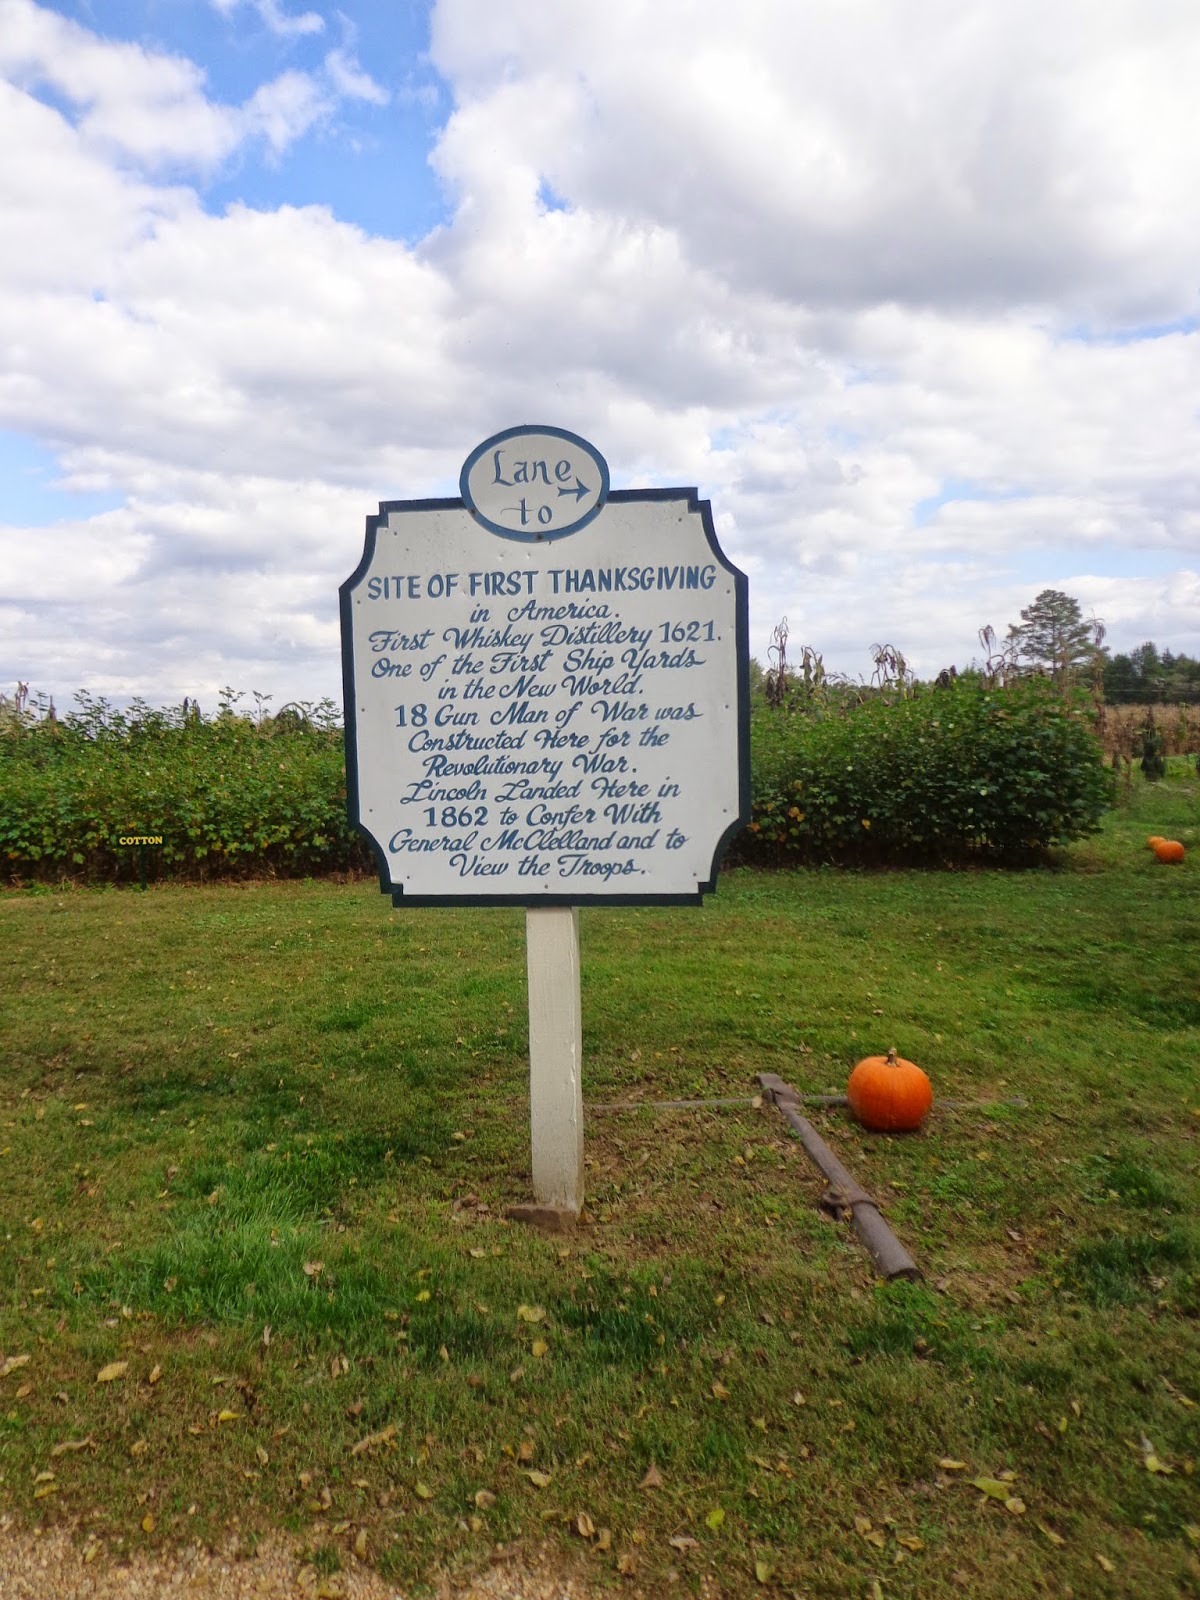 Lane
to
SITE OF FIRST THANKSGIVING
in America.
First Whiskey Distillery 1621.
One of the First Ship Yards
in the New World.
18 Gun Man of War was
Constructed Here for the
Revolutionary War.
Lincoln Landed Here in
1862 to Confer With
General McClelland and to
View the Troops.
COTTON